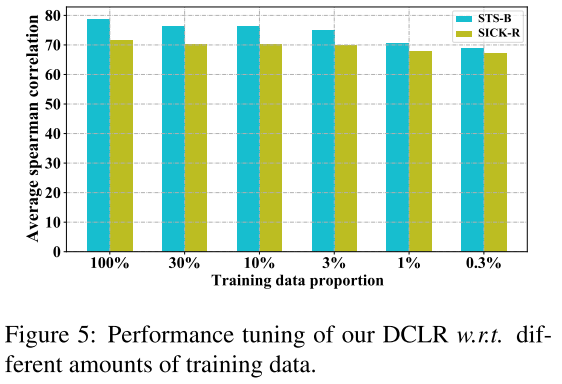 80
70
60
50
40
30
20
10
0
Average spearman correlation
STS-B
SICK-R
100% 30% 10% 3% 1% 0.3%
Training data proportion
Figure 5: Performance tuning of our DCLR w.r.t. dif-
ferent amounts of training data.